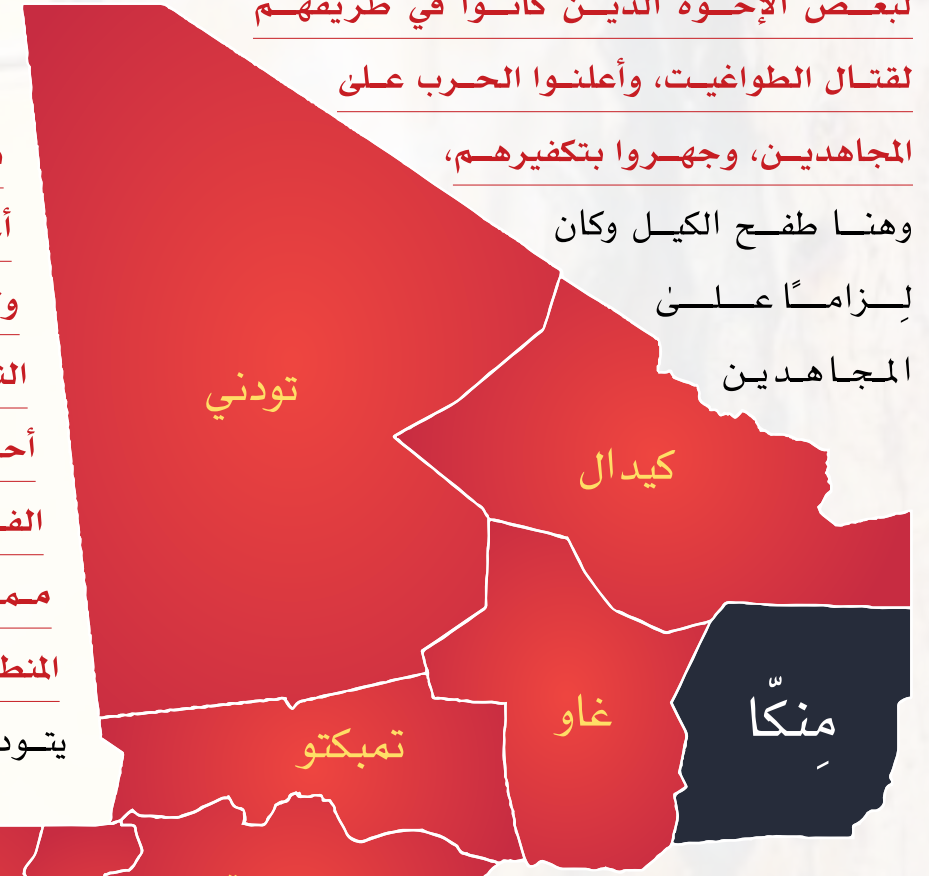 لبعض الإخوة الذين كانوا في طريقهم
لقتال الطواغيت، وأعلنوا الحرب على
المجاهدين، وجهروا بتكفيرهم،
وهنا طفح الكيل وكان
لِزامًا على
المجاهدين
تودني
كيدال
غاو
مِنكّا
تمبكتو